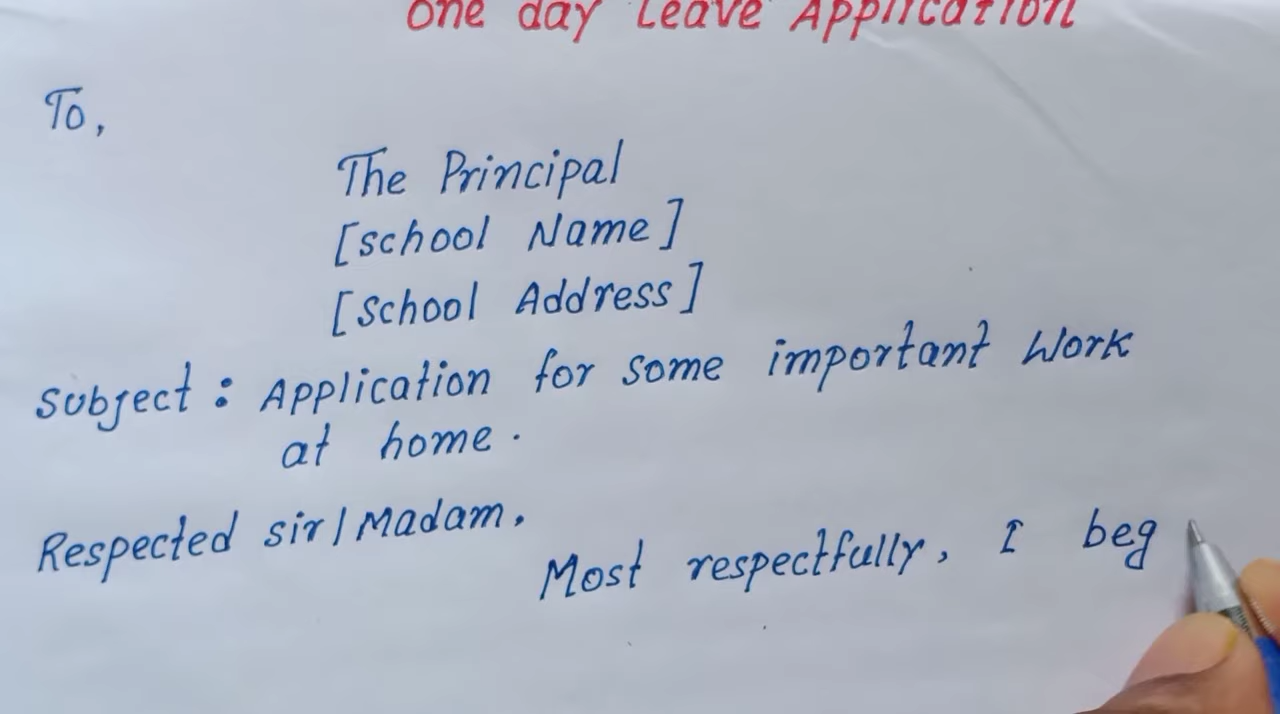 One day Leave Application
To,
The Principal
[School Name]
[School Address]
Subject : Application for some important work
at home.
Respected sir/Madam,
Most respectfully, I beg